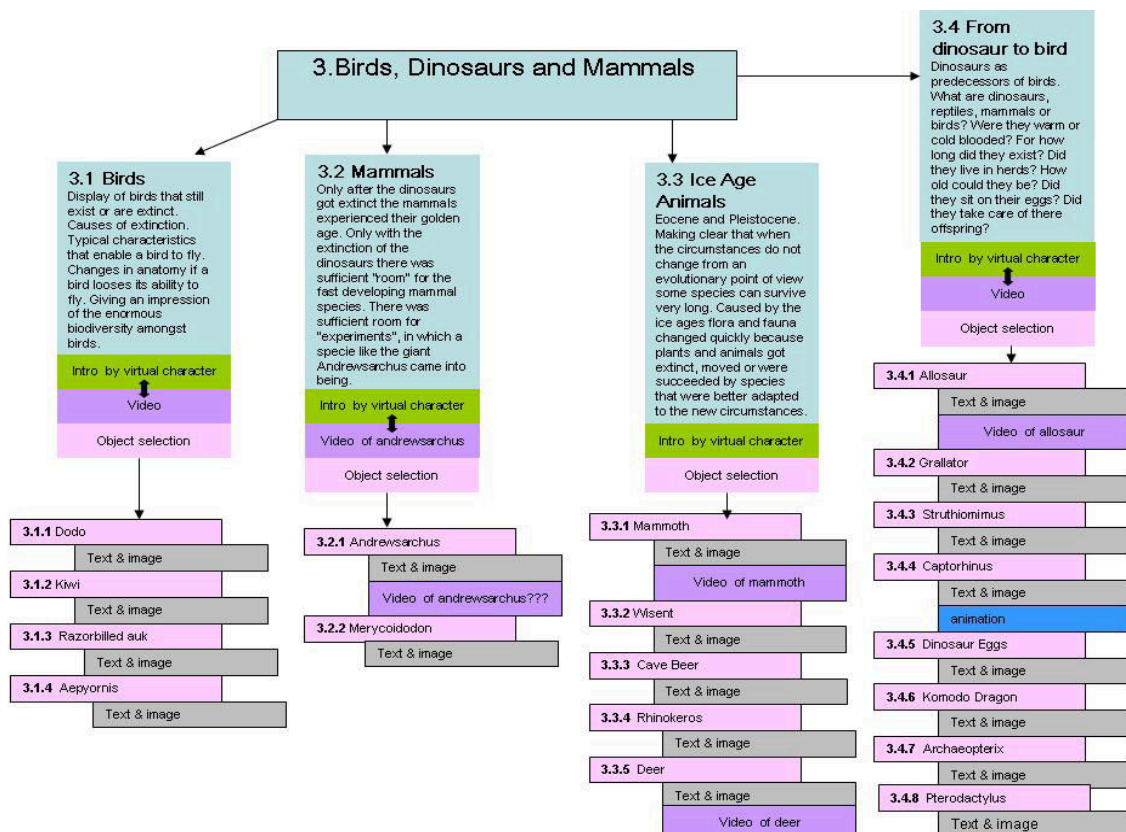 3.Birds, Dinosaurs and Mammals
3.1 Birds
Display of birds that still
exist or are extinct.
Causes of extinction.
Typical characteristics
that enable a bird to fly.
Changes in anatomy if a
bird looses its ability to
fly. Giving an impression
of the enormous
biodiversity amongst
birds.
Intro by virtual character
Video
Object selection
3.1.1 Dodo
Text & image
3.1.2 Kiwi
Text & image
3.1.3 Razorbilled auk
Text & image
3.1.4 Aepyornis
Text & image
3.2 Mammals
Only after the dinosaurs
got extinct the mammals
experienced their golden
age. Only with the
extinction of the
dinosaurs there was
sufficient "room" for the
fast developing mammal
species. There was
sufficient room for
"experiments", in which a
specie like the giant
Andrewsarchus came into
being.
Intro by virtual character
Video of andrewsarchus
Object selection
3.2.1 Andrewsarchus
Text & image
Video of andrewsarchus???
3.2.2 Merycoidodon
Text & image
3.3 Ice Age
Animals
Eocene and Pleistocene.
Making clear that when
the circumstances do not
change from an
evolutionary point of view
some species can survive
very long. Caused by the
ice ages flora and fauna
changed quickly because
plants and animals got
extinct, moved or were
succeeded by species
that were better adapted
to the new circumstances.
Intro by virtual character
Object selection
3.3.1 Mammoth
Text & image
Video of mammoth
3.3.2 Wisent
Text & image
3.3.3 Cave Beer
Text & image
3.3.4 Rhinokeros
Text & image
3.3.5 Deer
Text & image
Video of deer
3.4 From
dinosaur to bird
Dinosaurs as
predecessors of birds.
What are dinosaurs,
reptiles, mammals or
birds? Were they warm or
cold blooded? For how
long did they exist? Did
they live in herds? How
old could they be? Did
they sit on their eggs? Did
they take care of there
offspring?
Intro by virtual character
Video
Object selection
3.4.1 Allosaur
Text & image
Video of allosaur
3.4.2 Grallator
Text & image
3.4.3 Struthiomimus
Text & image
3.4.4 Captorhinus
Text & image
animation
3.4.5 Dinosaur Eggs
Text & image
3.4.6 Komodo Dragon
Text & image
3.4.7 Archaeopterix
Text & image
3.4.8 Pterodactylus
Text & image